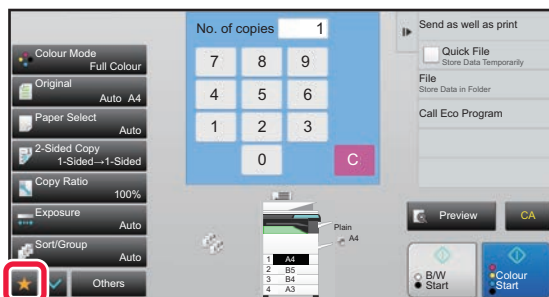 No. of copies 1
Send as well as print
Quick File
Store Data Temporarily
File
Store Data in Folder
Call Eco Program
Colour Mode
Full Colour
Original
Auto A4
Paper Select
Auto
2-Sided Copy
1-Sided→1-Sided
Copy Ratio
100%
Exposure
Auto
Sort/Group
Auto
Others
7 8 9
4 5 6
1 2 3
0 C
Plain
A4
1 A4
2 B5
3 B4
4 A3
Preview
CA
B/W
Start
Colour
Start